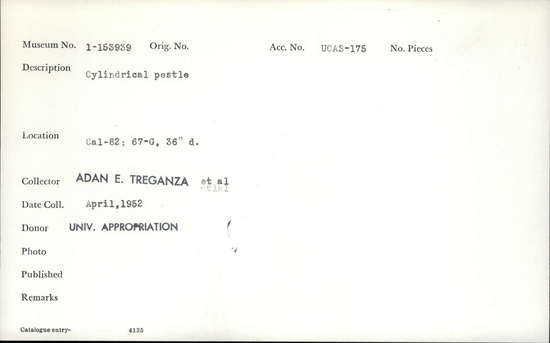 Museum No. 1-153939 Orig. No. Acc. No. UCAS-175 No. Pieces
Description Cylindrical pestle
Location Cal-82: 67-G, 36" d.
Collector ADAN E. TREGANZA et al
Date Coll. April,1952
Donor UNIV. APPROPRIATION
Photo
Published
Remarks
Catalogue entry- 4135